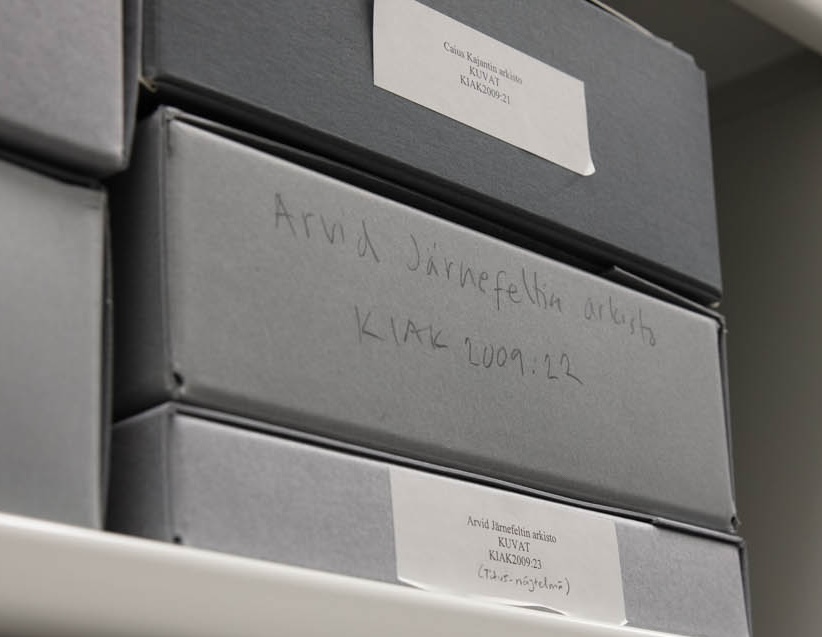 Caius Kajantin arkisto
KUVAT
KIAK2009:21
Arvid Järnefeltin arkisto
KIAK 2009:22
Arvid Järnefeltin arkisto
KUVAT
KIAK2009:23
(Titus-näytelmä)